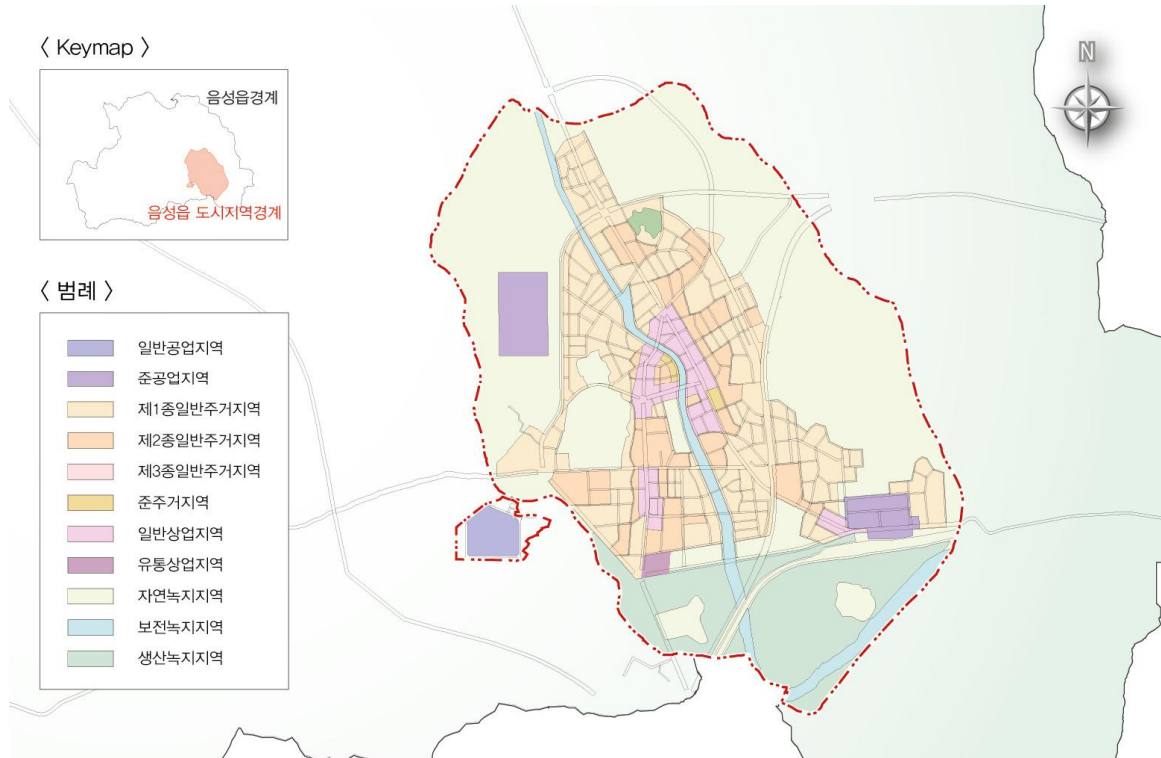 〈 Keymap 〉
음성읍경계
음성읍 도시지역경계
N
〈 범례 〉
일반공업지역
준공업지역
제1종일반주거지역
제2종일반주거지역
제3종일반주거지역
준주거지역
일반상업지역
유통상업지역
자연녹지지역
보전녹지지역
생산녹지지역